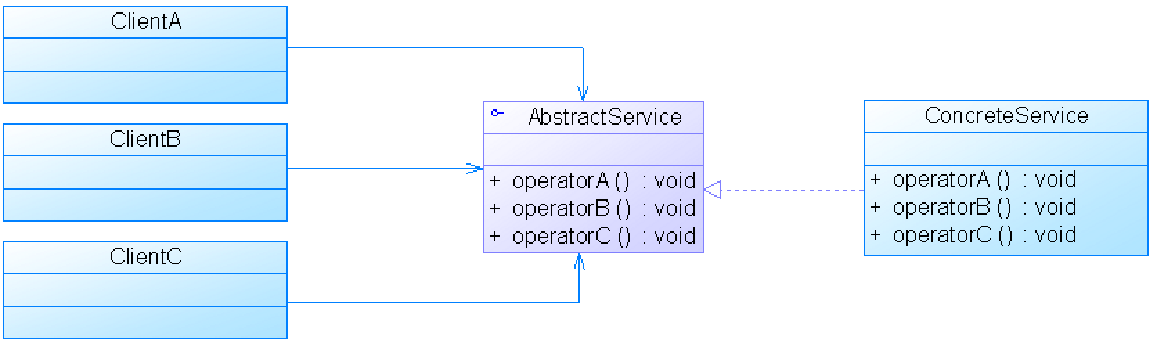 ClientA
ClientB
ClientC
AbstractService
+ operatorA () : void
+ operatorB () : void
+ operatorC () : void
ConcreteService
+ operatorA () : void
+ operatorB () : void
+ operatorC () : void